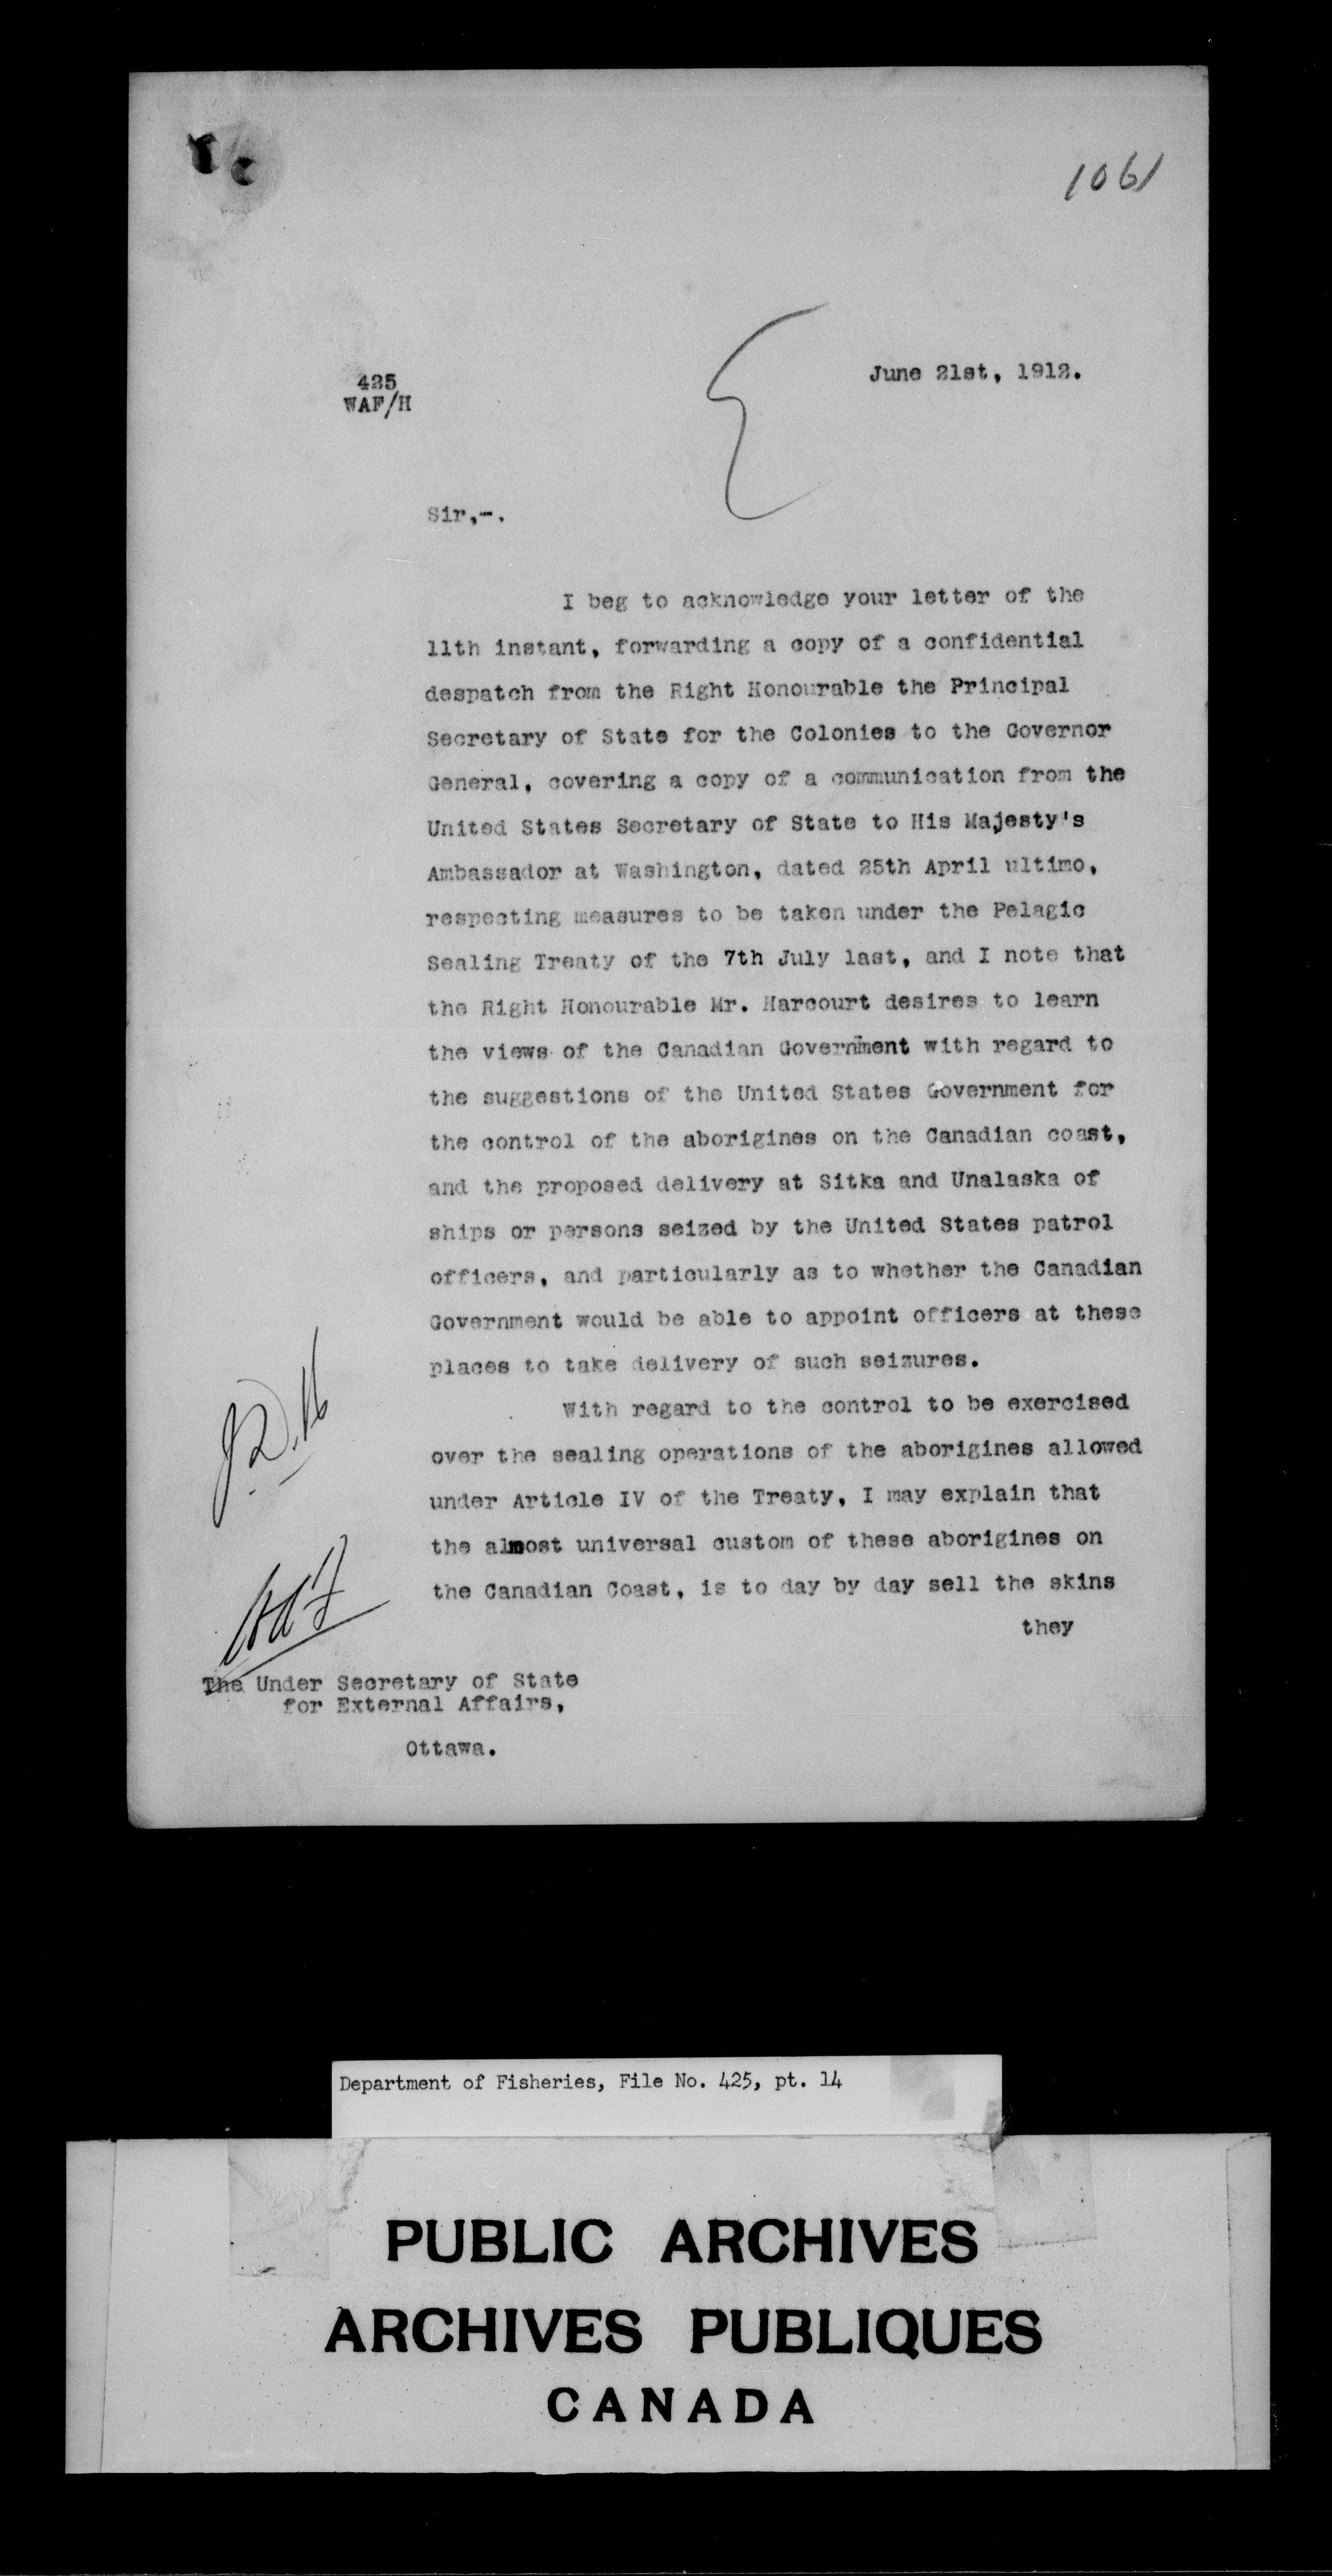 1061
425
WAF/H
June 21st, 1912.
Sir,-.
I beg to acknowledge your letter of the
11th instant, forwarding a copy of a confidential
despatch from the Right Honourable the Principal
Secretary of State for the Colonies to the Governor
General, covering a copy of a communication from the
United States Secretary of State to His Majesty's
Ambassador at Washington, dated 25th April ultimo,
respecting measures to be taken under the Pelagic
Sealing Treaty of the 7th July last, and I note that
the Right Honourable Mr. Harcourt desires to learn
the views of the Canadian Government with regard to
the suggestions of the United States Government for
the control of the aborigines on the Canadian coast,
and the proposed delivery at Sitka and Unalaska of
ships or persons seized by the United States patrol
officers, and particularly as to whether the Canadian
Government would be able to appoint officers at these
places to take delivery of such seizures.
With regard to the control to be exercised
over the sealing operations of the aborigines allowed
under Article IV of the Treaty, I may explain that
the almost universal custom of these aborigines on
the Canadian Coast, is to day by day sell the skins
they
The Under Secretary of State
for External Affairs,
Ottawa.
Department of Fisheries, File No. 425, pt. 14
PUBLIC ARCHIVES
ARCHIVES PUBLIQUES
CANADA